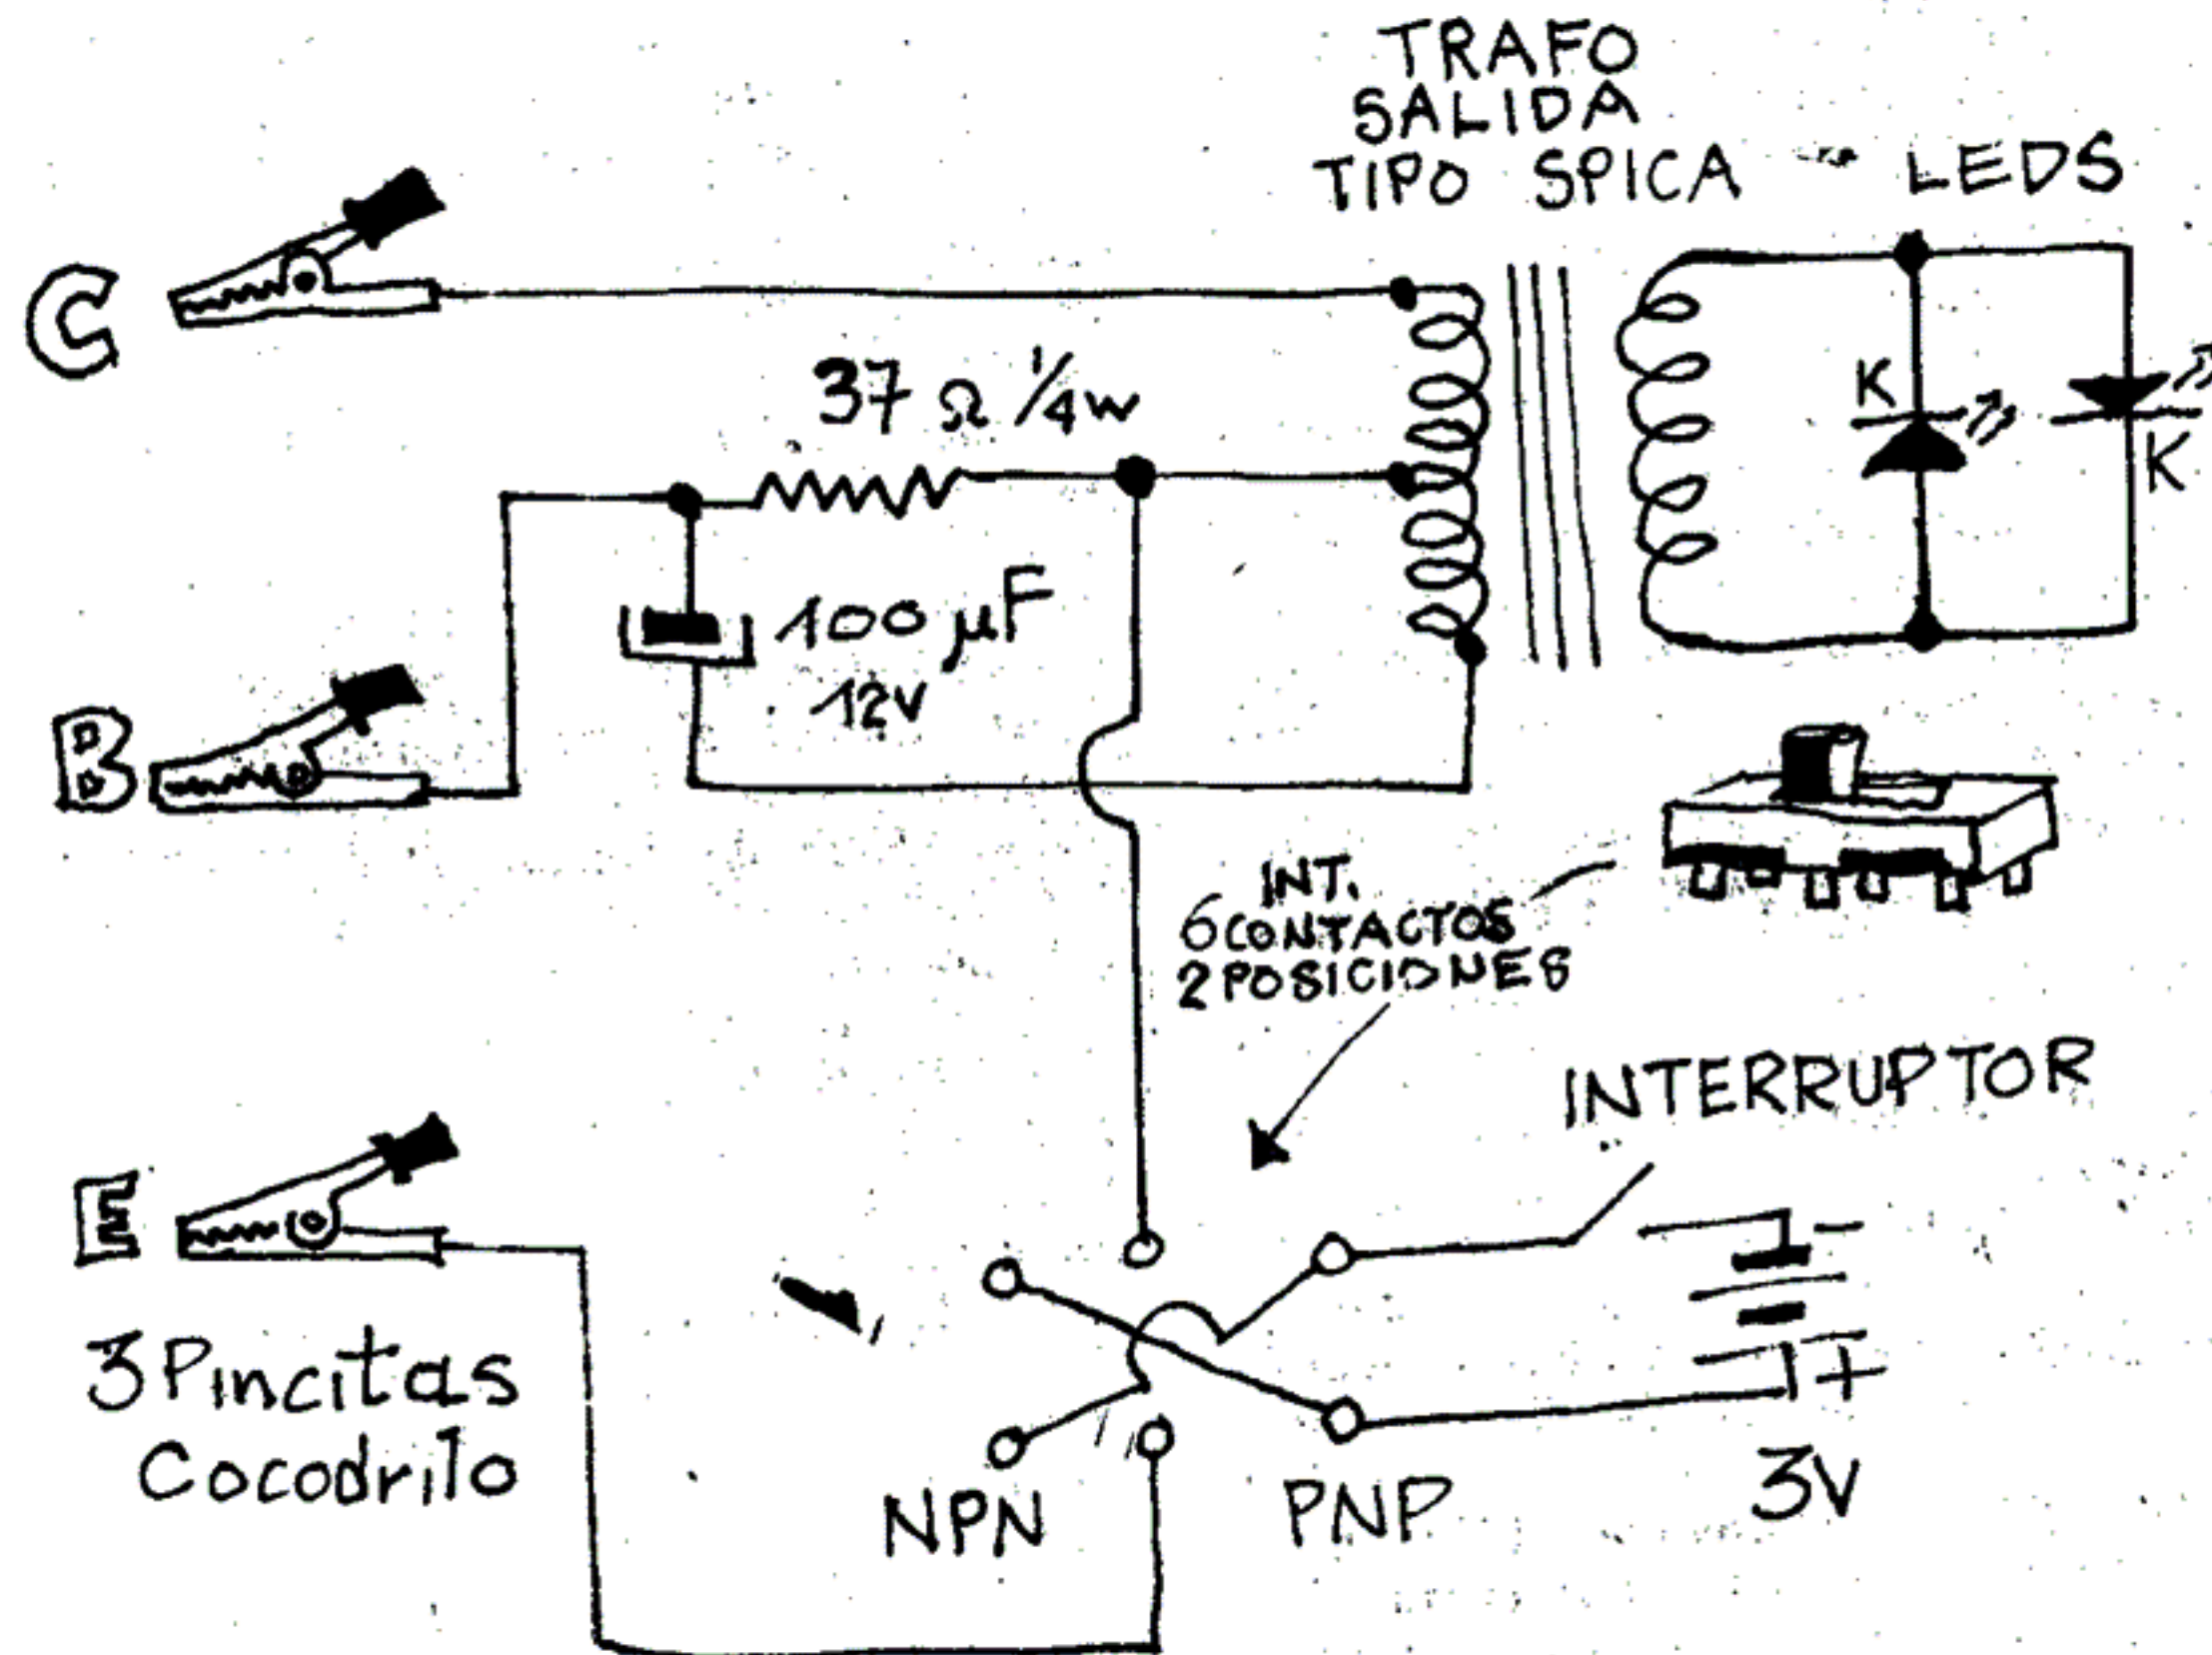 TRAFO
SALIDA
TIPO SPICA
LEDS
C
37 Ω 1/4 w
K
K
100 µF
12V
B
INT.
6 CONTACTOS
2 POSICIONES
INTERRUPTOR
E
-
+
3 Pincitas
Cocodrilo
NPN
PNP
3V